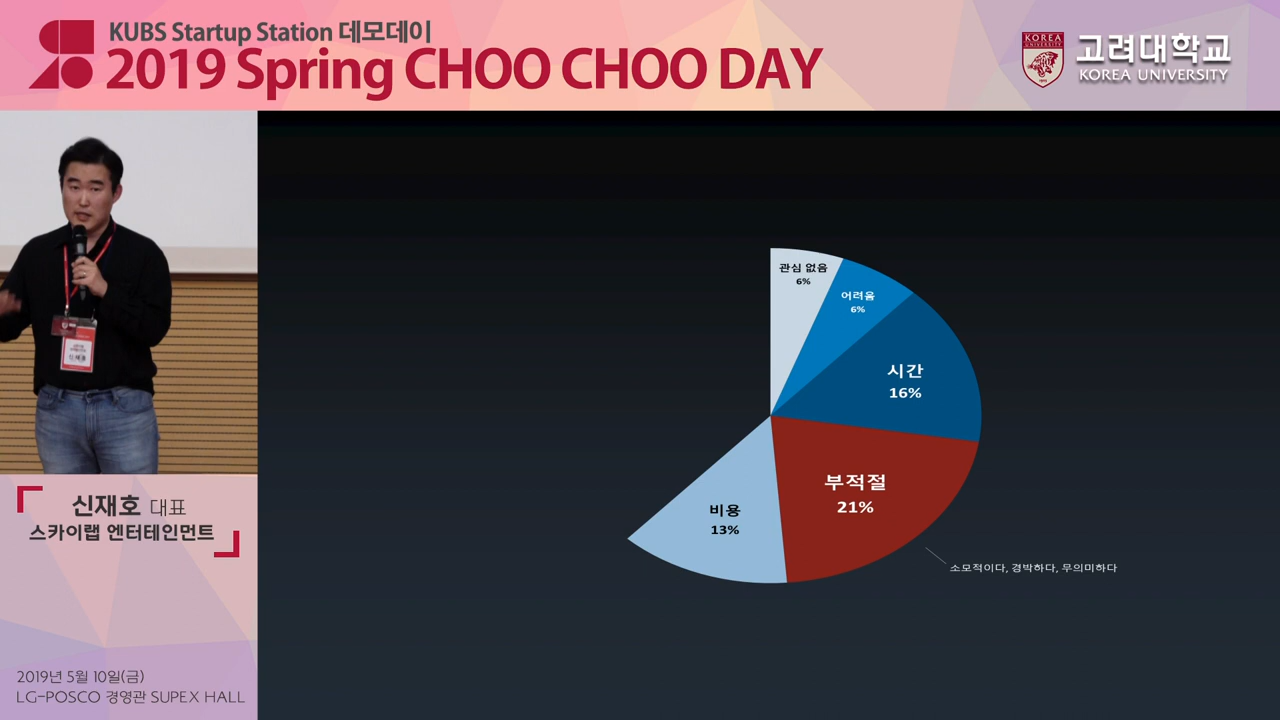 KUBS Startup Station 데모데이
2019 Spring CHOO CHOO DAY
KOREA
UNIVERSITY
고려대학교
KOREA UNIVERSITY
관심 없음
6%
어려움
6%
시간
16%
부적절
21%
비용
13%
소모적이다, 경박하다, 무의미하다
신재호 대표
스카이랩 엔터테인먼트
2019년 5월 10일(금)
LG-POSCO 경영관 SUPEX HALL